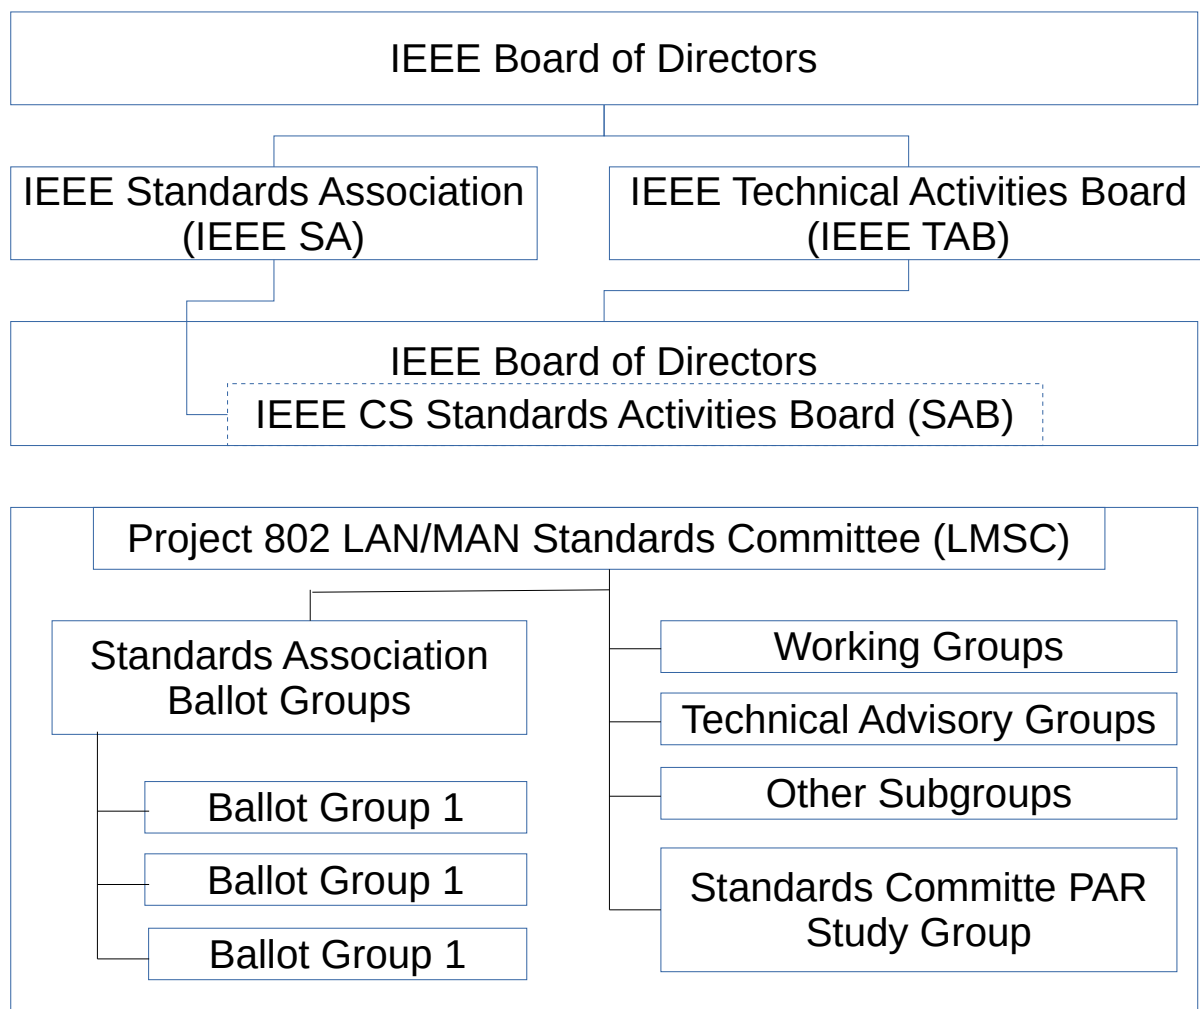 IEEE Board of Directors
IEEE Standards Association
(IEEE SA)
IEEE Technical Activities Board
(IEEE TAB)
IEEE Board of Directors
IEEE CS Standards Activities Board (SAB)
Project 802 LAN/MAN Standards Committee (LMSC)
Standards Association
Ballot Groups
Ballot Group 1
Ballot Group 1
Ballot Group 1
Working Groups
Technical Advisory Groups
Other Subgroups
Standards Committe PAR
Study Group